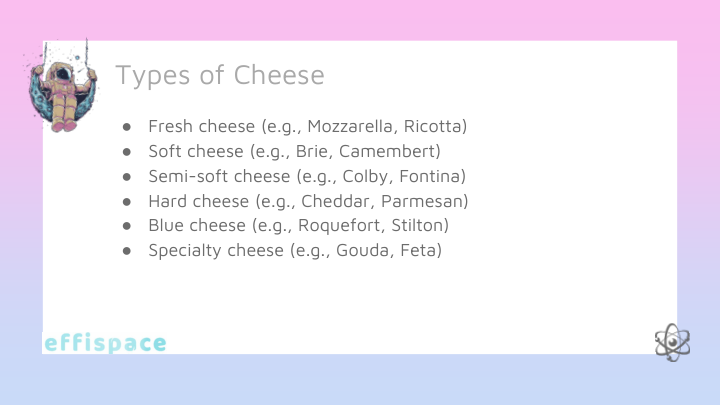 Types of Cheese
● Fresh cheese (e.g., Mozzarella, Ricotta)
● Soft cheese (e.g., Brie, Camembert)
● Semi-soft cheese (e.g., Colby, Fontina)
● Hard cheese (e.g., Cheddar, Parmesan)
● Blue cheese (e.g., Roquefort, Stilton)
● Specialty cheese (e.g., Gouda, Feta)
effispace